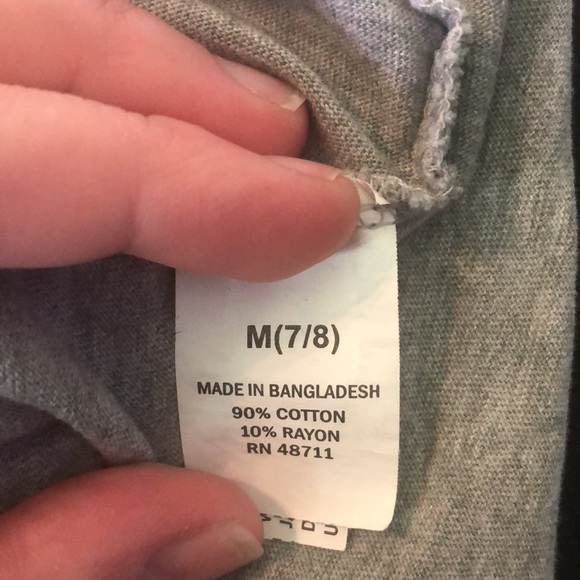 M(7/8)
MADE IN BANGLADESH
90% COTTON
10% RAYON
RN 48711